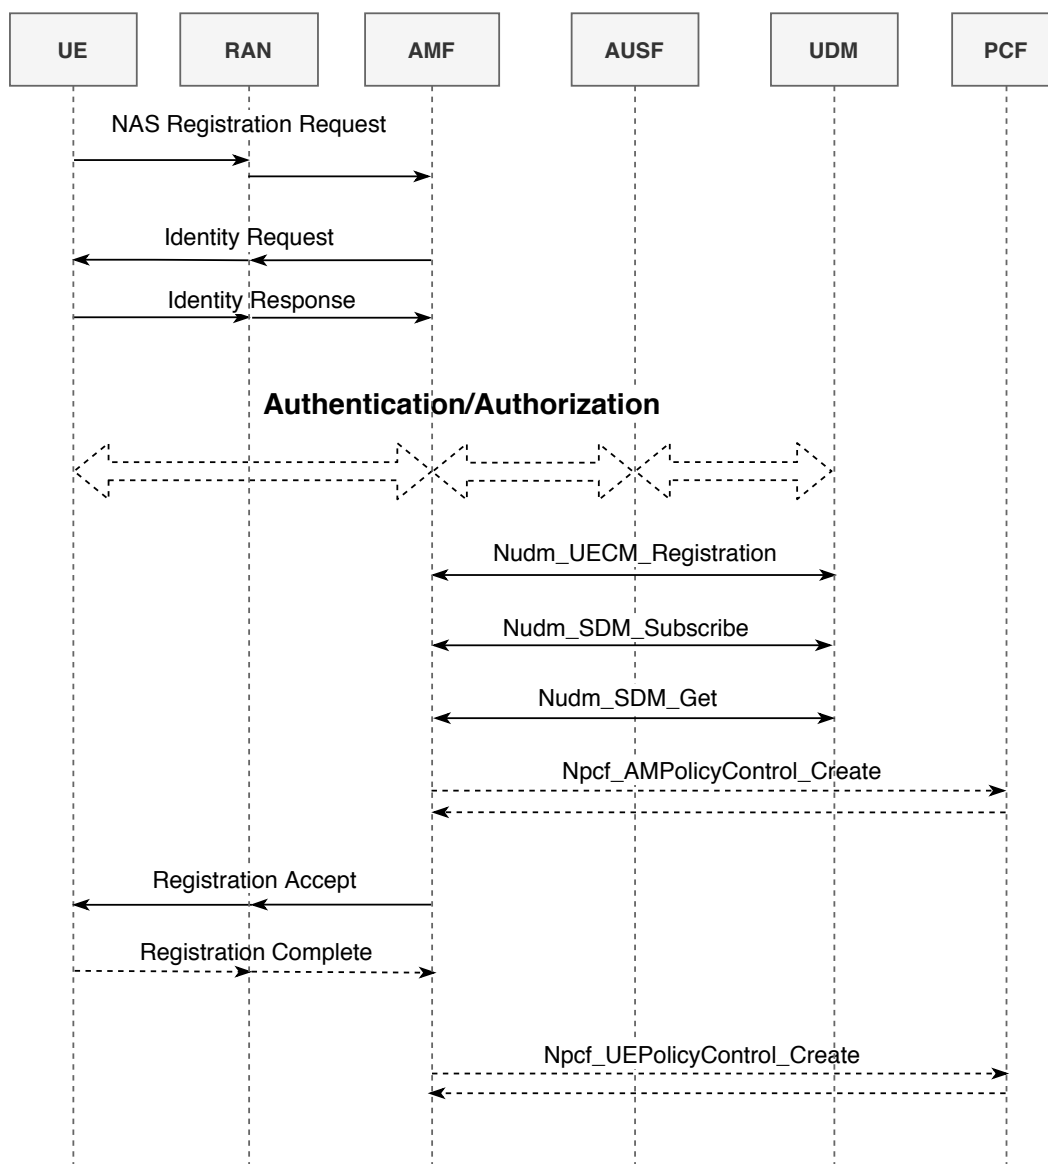 UE
RAN
AMF
AUSF
UDM
PCF
NAS Registration Request
Identity Request
Identity Response
Authentication/Authorization
Nudm_UECM_Registration
Nudm_SDM_Subscribe
Nudm_SDM_Get
Npcf_AMPolicyControl_Create
Registration Accept
Registration Complete
Npcf_UEPolicyControl_Create